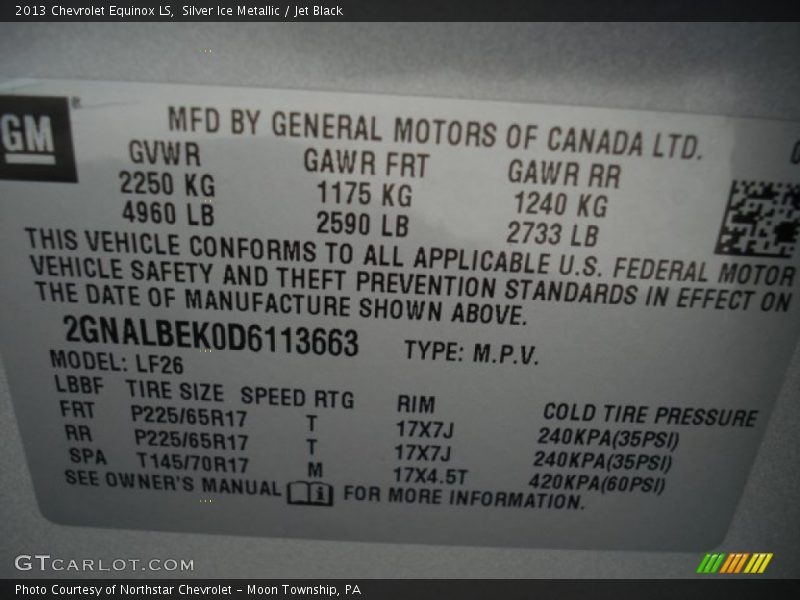 2013 Chevrolet Equinox LS,  Silver Ice Metallic / Jet Black
GM
MFD BY GENERAL MOTORS OF CANADA LTD.
GVWR GAWR FRT GAWR RR
2250 KG 1175 KG 1240 KG
4960 LB 2590 LB 2733 LB
THIS VEHICLE CONFORMS TO ALL APPLICABLE U.S. FEDERAL MOTOR
VEHICLE SAFETY AND THEFT PREVENTION STANDARDS IN EFFECT ON
THE DATE OF MANUFACTURE SHOWN ABOVE.
2GNALBEK0D6113663 TYPE: M.P.V.
MODEL: LF26
LBBF TIRE SIZE SPEED RTG RIM COLD TIRE PRESSURE
FRT P225/65R17 T 17X7J 240KPA(35PSI)
RR P225/65R17 T 17X7J 240KPA(35PSI)
SPA T145/70R17 M 17X4.5T 420KPA(60PSI)
SEE OWNER'S MANUAL FOR MORE INFORMATION.
GTCARLOT.COM
Photo Courtesy of Northstar Chevrolet – Moon Township, PA